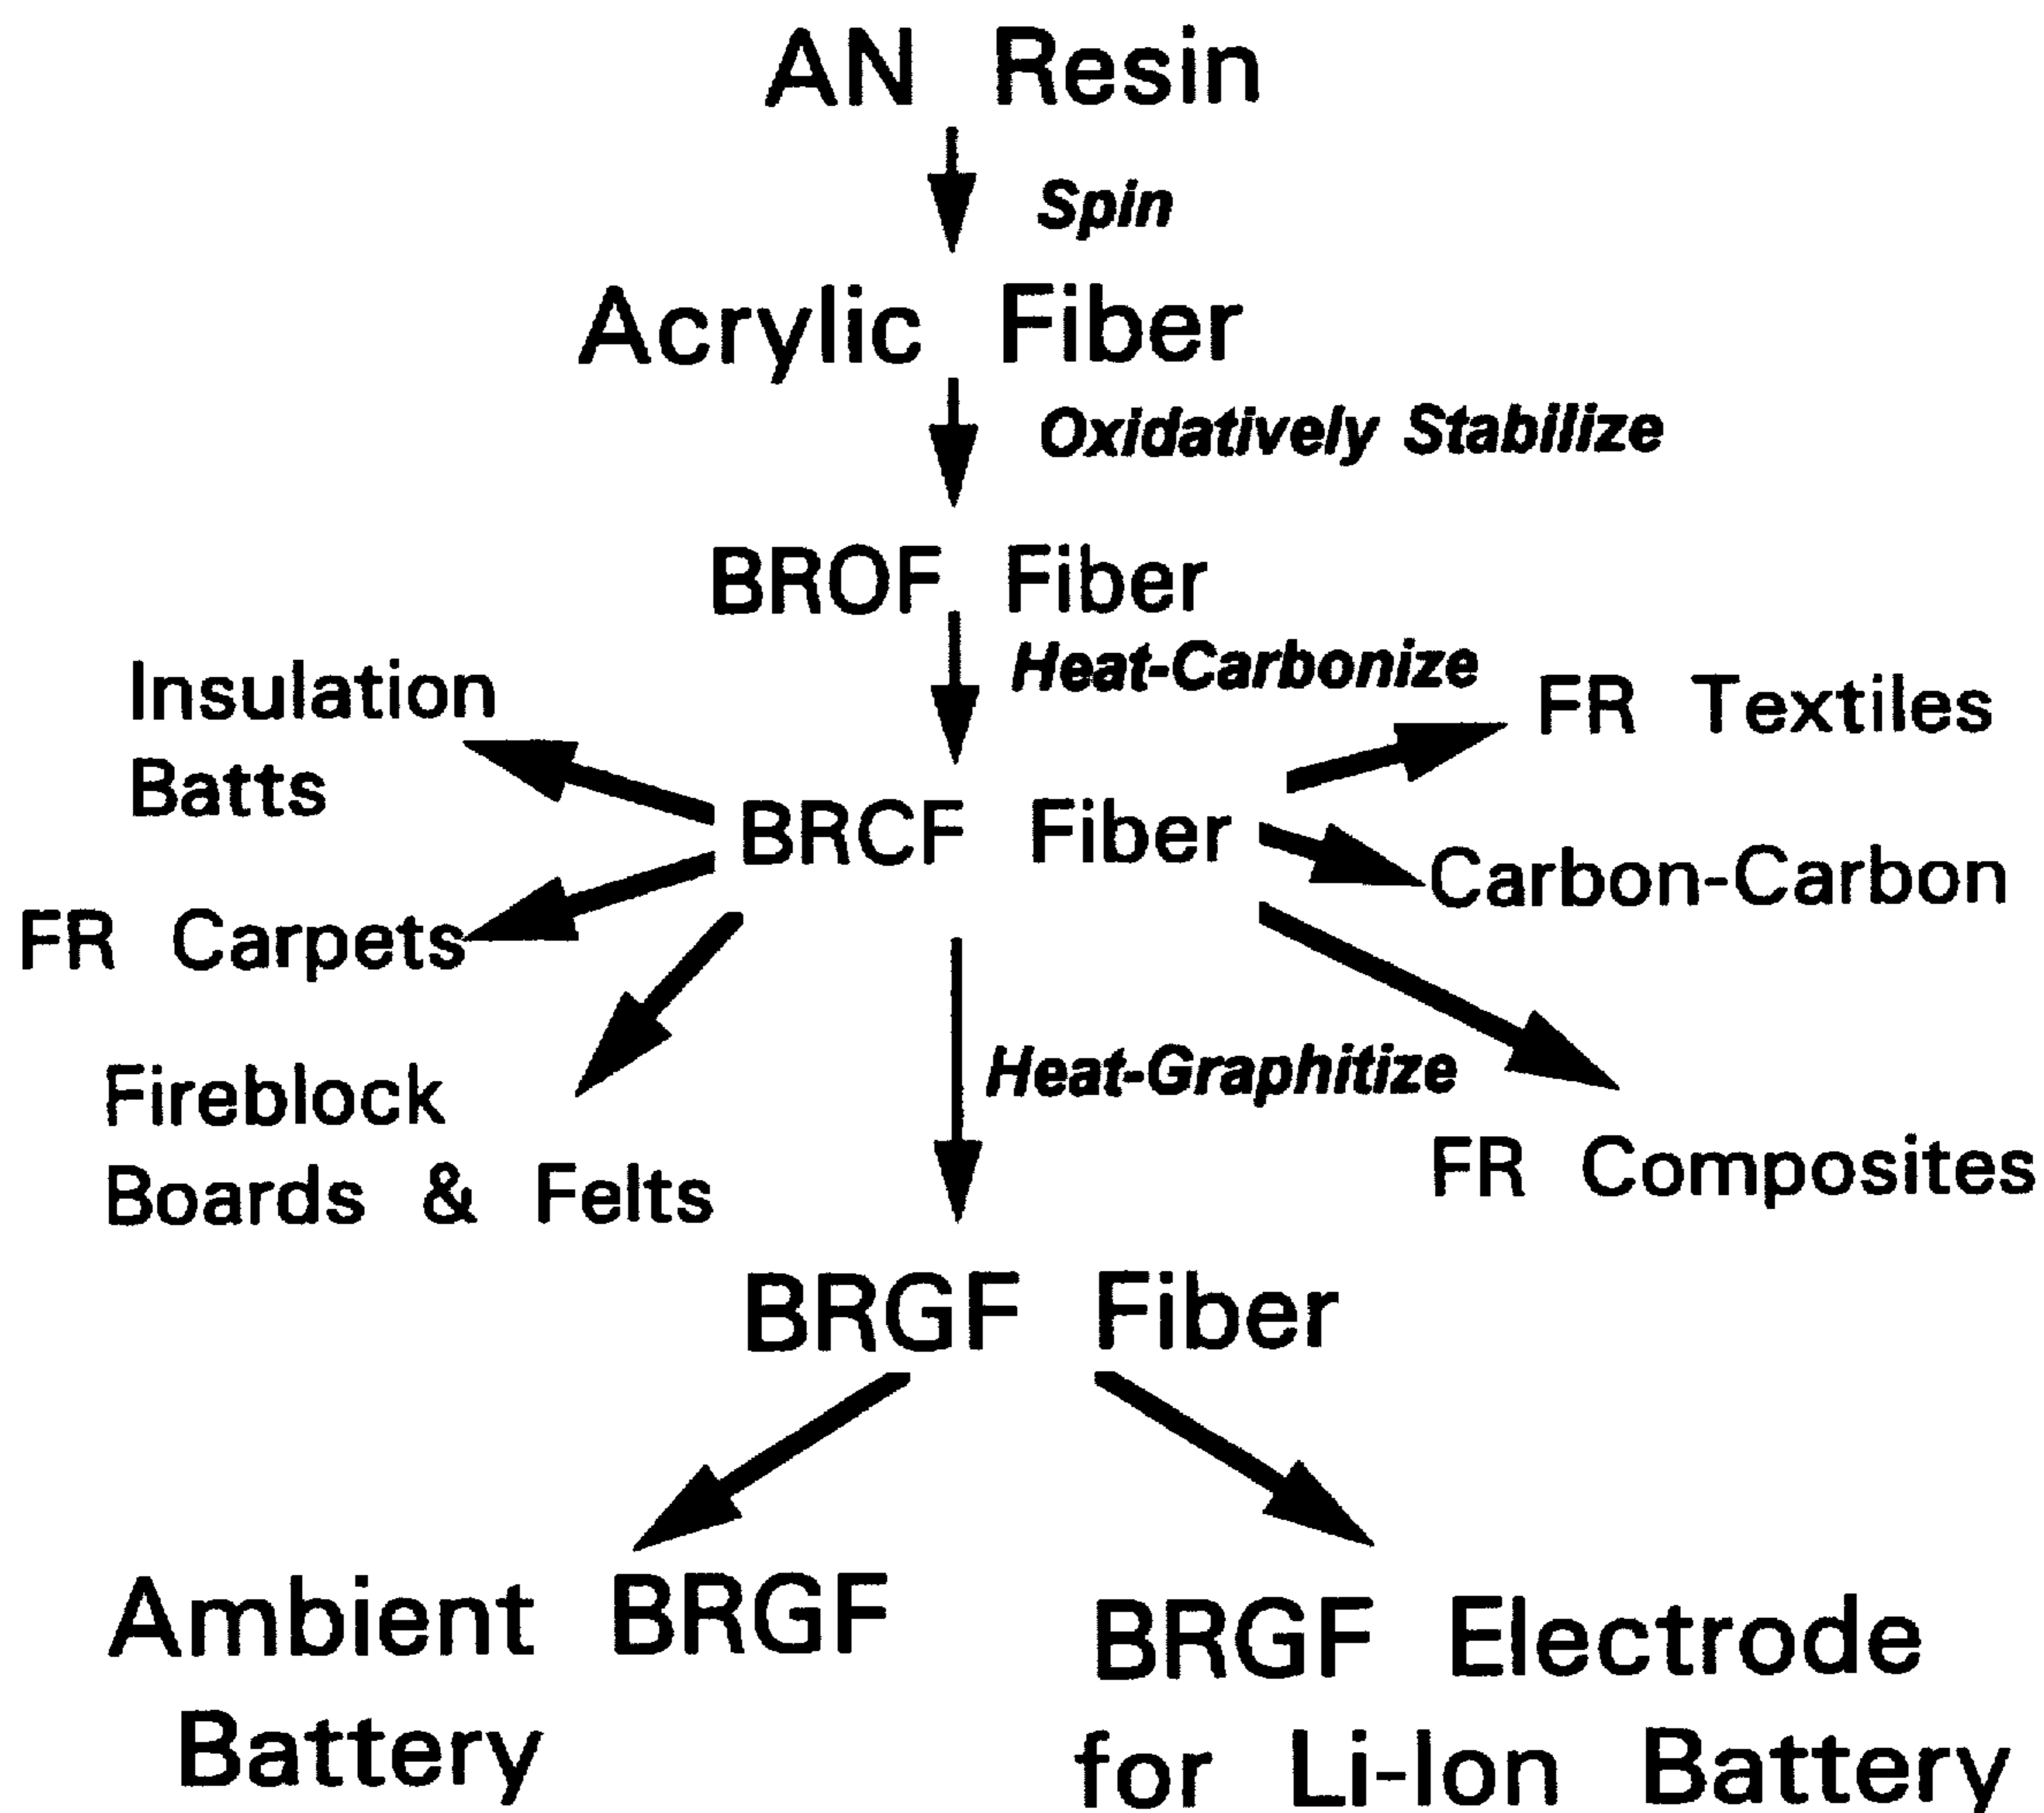 AN Resin
Spin
Acrylic Fiber
Oxidatively Stabilize
BROF Fiber
Heat-Carbonize
Insulation
Batts
FR Textiles
BRCF Fiber
Carbon-Carbon
FR Carpets
Heat-Graphitize
Fireblock
Boards & Felts
FR Composites
BRGF Fiber
Ambient BRGF
Battery
BRGF Electrode
for Li-Ion Battery